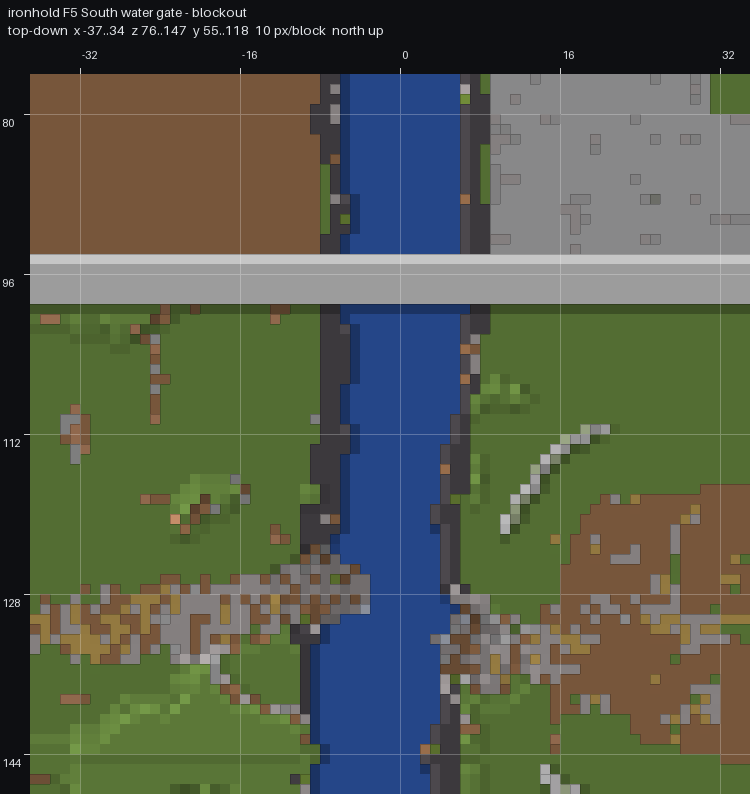 ironhold F5 South water gate - blockout
top-down x -37..34 z 76..147 y 55..118 10 px/block north up
-32 -16 0 16 32
80
96
112
128
144